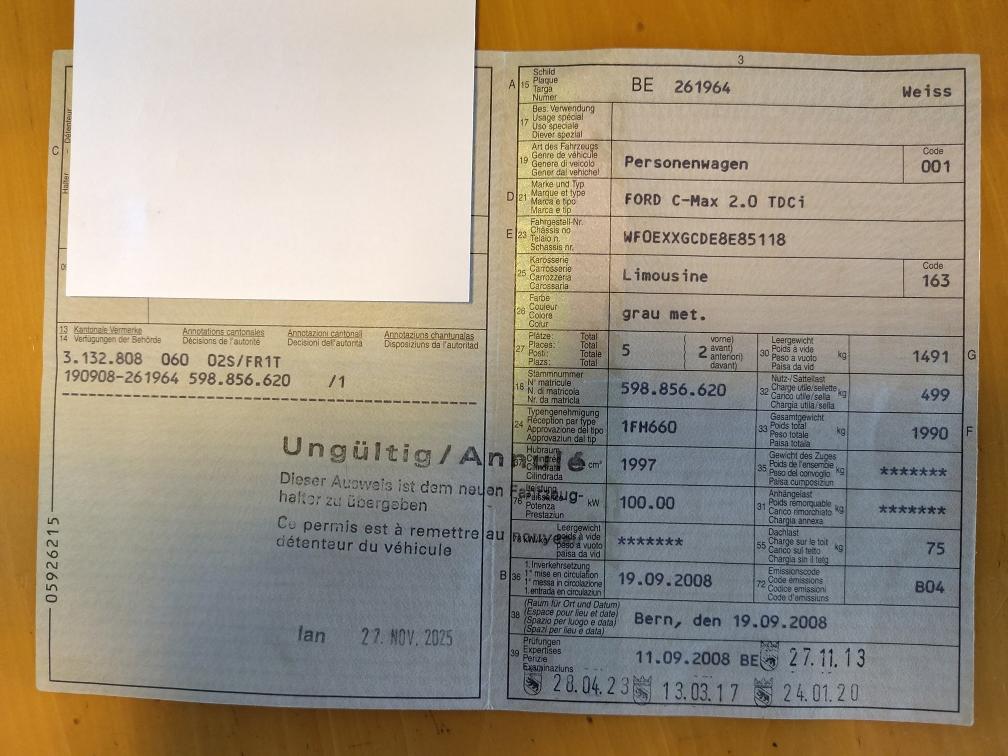 Détenteur
C
Halter
13 Kantonale Vermerke Annotations cantonales Annotazioni cantonali Annotaziuns chantunalas
14 Verfügungen der Behörde Décisions de l'autorité Decisioni dell'autorità Disposiziuns da l'autoritad
3.132.808 060 O2S/FR1T
190908-261964 598.856.620 /1
Ungültig/Annulé
Dieser Ausweis ist dem neuen Fahrzeug-
halter zu übergeben
Ce permis est à remettre au nouveau
détenteur du véhicule
lan 27. NOV. 2025
05926215
3
A 15 Schild
Plaque
Targa
Numer
BE 261964 Weiss
17 Bes. Verwendung
Usage spécial
Uso speciale
Diever spezial
19 Art des Fahrzeugs
Genre de véhicule
Genere di veicolo
Gener dal vehichel
Personenwagen
Code
001
D 21 Marke und Typ
Marque et type
Marca e tipo
Marca e tip
FORD C-Max 2.0 TDCi
E 23 Fahrgestell-Nr.
Châssis no
Telaio n.
Schassis nr.
WF0EXXGCDE8E85118
25 Karosserie
Carrosserie
Carrozzeria
Carossaria
Limousine
Code
163
26 Farbe
Couleur
Colore
Colur
grau met.
27 Plätze: Total
Places: Total
Posti: Totale
Plazs: Total
5
2 vorne)
avant)
anteriori)
davant)
30 Leergewicht
Poids à vide
Peso a vuoto
Paisa da vid
kg
1491 G
18 Stammnummer
N° matricule
N. di matricola
Nr. da matricla
598.856.620
32 Nutz-/Sattellast
Charge utile/sellette
Carico utile/sella
Chargia utila/sella
kg
499
24 Typengenehmigung
Réception par type
Approvazione del tipo
Approvaziun dal tip
1FH660
33 Gesamtgewicht
Poids total
Peso totale
Paisa totala
kg
1990 F
Hubraum
Cylindrée
Cilindrata
Cilindrada
cm³
1997
35 Gewicht des Zuges
Poids de l'ensemble
Peso del convoglio
Paisa cumposiziun
kg
*******
76 Leistung
Puissance
Potenza
Prestaziun
kW
100.00
31 Anhängelast
Poids remorquable
Carico rimorchiato
Chargia annexa
kg
*******
Leergewicht
poids à vide
peso a vuoto
paisa da vid
*******
55 Dachlast
Charge sur le toit
Carico sul tetto
Chargia sin il tetg
kg
75
B 36 1. Inverkehrsetzung
1re mise en circulation
1a messa in circolazione
1. entrada en circulaziun
19.09.2008
72 Emissionscode
Code émissions
Codice emissioni
Code d'emissiuns
B04
38 (Raum für Ort und Datum)
(Espace pour lieu et date)
(Spazio per luogo e data)
(Spazi per lieu e data)
Bern, den 19.09.2008
39 Prüfungen
Expertises
Perizie
Examinaziuns
11.09.2008 BE 27.11.13
28.04.23 13.03.17 24.01.20